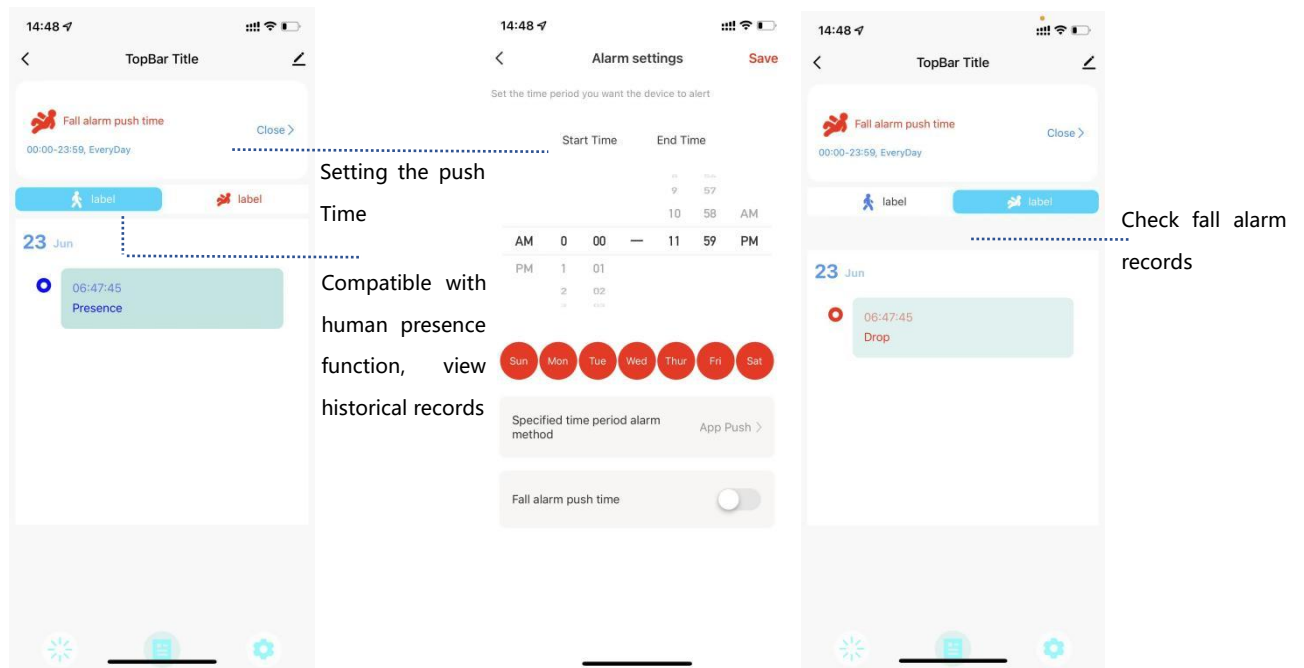 14:48
TopBar Title
Fall alarm push time
Close >
00:00-23:59, EveryDay
label
label
23 Jun
06:47:45
Presence
Setting the push
Time
Compatible with
human presence
function, view
historical records
14:48
Alarm settings
Save
Set the time period you want the device to alert
Start Time End Time
9 57
10 58 AM
AM 0 00 — 11 59 PM
PM 1 01
2 02
Sun Mon Tue Wed Thur Fri Sat
Specified time period alarm
method
App Push >
Fall alarm push time
14:48
TopBar Title
Fall alarm push time
Close >
00:00-23:59, EveryDay
label
label
23 Jun
06:47:45
Drop
Check fall alarm
records